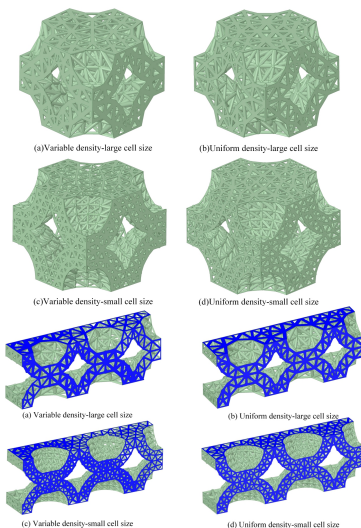 (a)Variable density-large cell size
(b)Uniform density-large cell size
(c)Variable density-small cell size
(d)Uniform density-small cell size
(a) Variable density-large cell size
(b) Uniform density-large cell size
(c) Variable density-small cell size
(d) Uniform density-small cell size